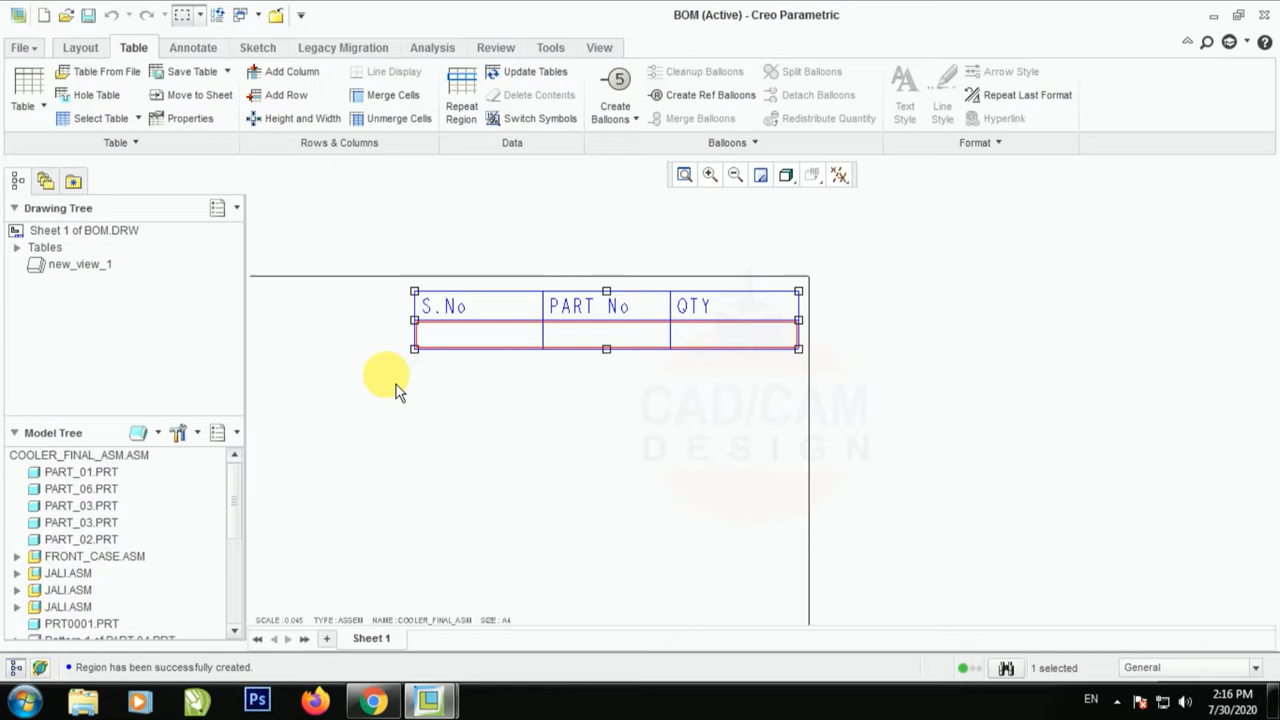 BOM (Active) - Creo Parametric
File Layout Table Annotate Sketch Legacy Migration Analysis Review Tools View
Table Table From File Save Table Add Column Line Display Repeat Region Update Tables Create Balloons Cleanup Balloons Split Balloons Text Style Line Style Arrow Style
Hole Table Move to Sheet Add Row Merge Cells Delete Contents Create Ref Balloons Detach Balloons Repeat Last Format
Select Table Properties Height and Width Unmerge Cells Switch Symbols Merge Balloons Redistribute Quantity Hyperlink
Table Rows & Columns Data Balloons Format
Drawing Tree
Sheet 1 of BOM.DRW
Tables
new_view_1
S.No PART No QTY
CAD/CAM
DESIGN
Model Tree
COOLER_FINAL_ASM.ASM
PART_01.PRT
PART_06.PRT
PART_03.PRT
PART_03.PRT
PART_02.PRT
FRONT_CASE.ASM
JALI.ASM
JALI.ASM
JALI.ASM
PRT0001.PRT
SCALE : 0.045 TYPE : ASSEM NAME : COOLER_FINAL_ASM SIZE : A4
Sheet 1
Region has been successfully created.
1 selected
General
EN
2:16 PM
7/30/2020